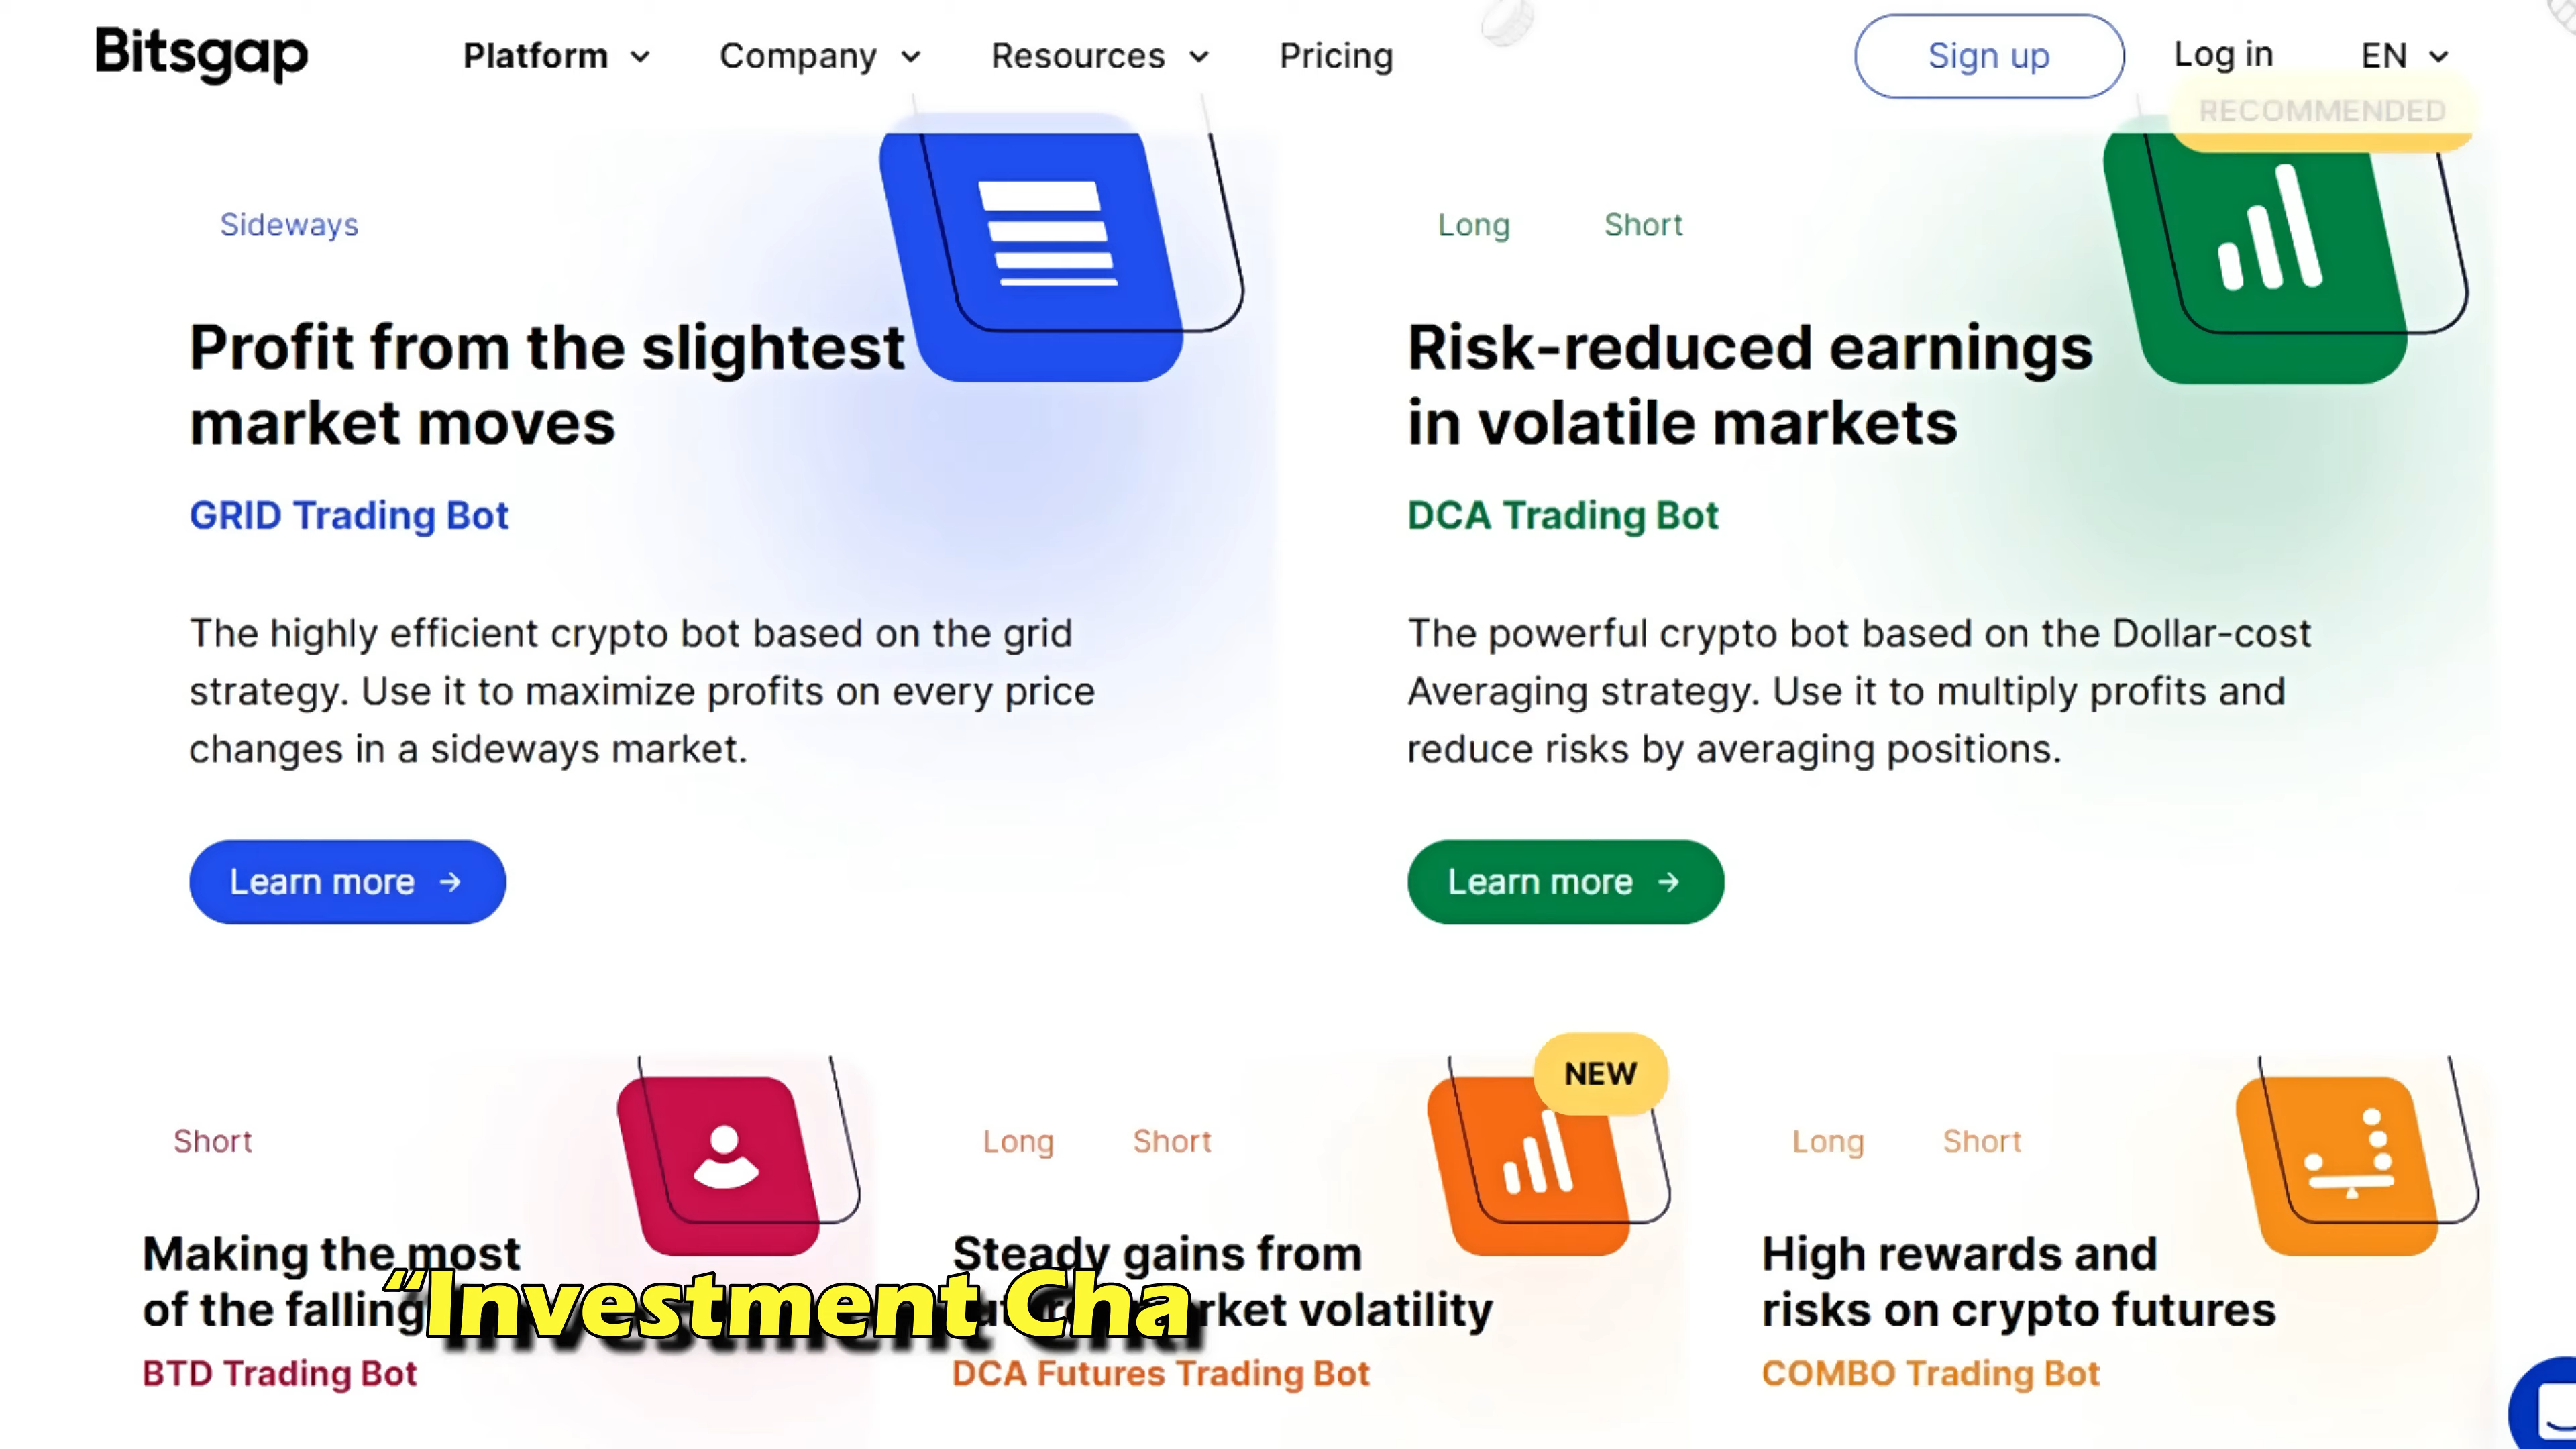 Bitsgap Platform Company Resources Pricing Sign up Log in EN
RECOMMENDED
Sideways
Profit from the slightest
market moves
GRID Trading Bot
The highly efficient crypto bot based on the grid
strategy. Use it to maximize profits on every price
changes in a sideways market.
Learn more →
Long Short
Risk-reduced earnings
in volatile markets
DCA Trading Bot
The powerful crypto bot based on the Dollar-cost
Averaging strategy. Use it to multiply profits and
reduce risks by averaging positions.
Learn more →
Short
Making the most
of the falling
BTD Trading Bot
NEW
Long Short
Steady gains from
volatility
DCA Futures Trading Bot
Long Short
High rewards and
risks on crypto futures
COMBO Trading Bot
“Investment Cha